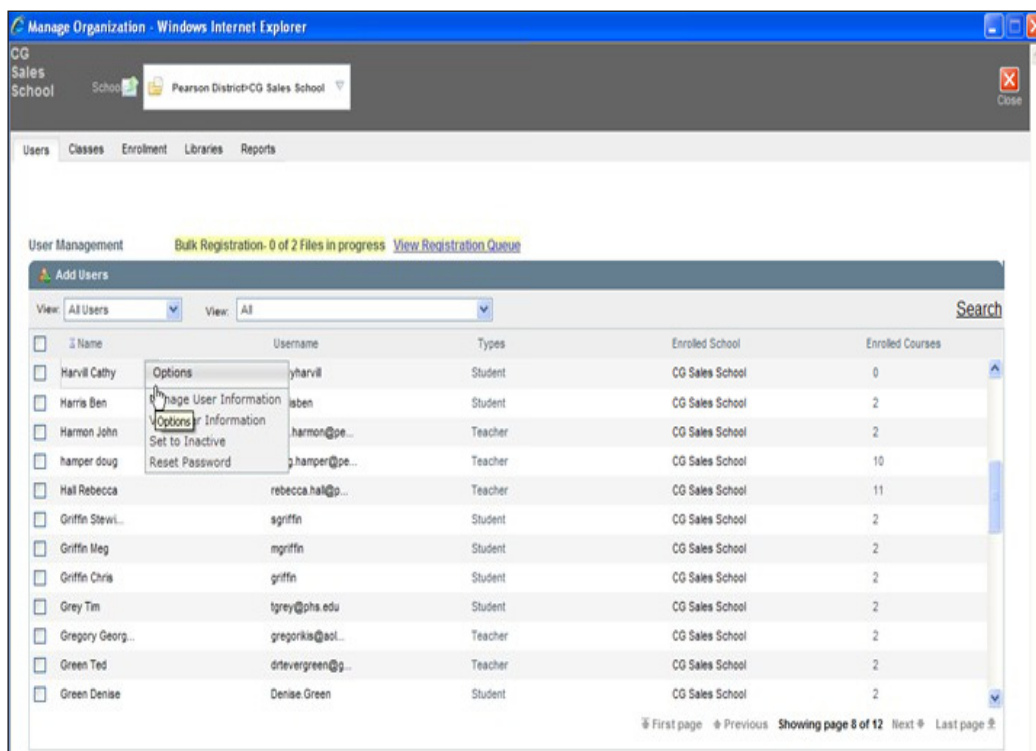 Manage Organization - Windows Internet Explorer
CG
Sales
School
School
Pearson District>CG Sales School
Close
Users Classes Enrolment Libraries Reports
User Management Bulk Registration- 0 of 2 Files in progress View Registration Queue
Add Users
View: All Users View: All Search
Name Username Types Enrolled School Enrolled Courses
Harvill Cathy Options yharvill Student CG Sales School 0
Manage User Information
Harris Ben isben Student CG Sales School 2
Options r Information
Harmon John .harmon@pe... Teacher CG Sales School 2
Set to Inactive
hamper doug g.hamper@pe... Teacher CG Sales School 10
Reset Password
Hall Rebecca rebecca.hall@p... Teacher CG Sales School 11
Griffin Stewi... sgriffin Student CG Sales School 2
Griffin Meg mgriffin Student CG Sales School 2
Griffin Chris griffin Student CG Sales School 2
Grey Tim tgrey@phs.edu Student CG Sales School 2
Gregory Georg... gregorikis@aol... Teacher CG Sales School 2
Green Ted drtevergreen@g... Teacher CG Sales School 2
Green Denise Denise.Green Student CG Sales School 2
First page Previous Showing page 8 of 12 Next Last page